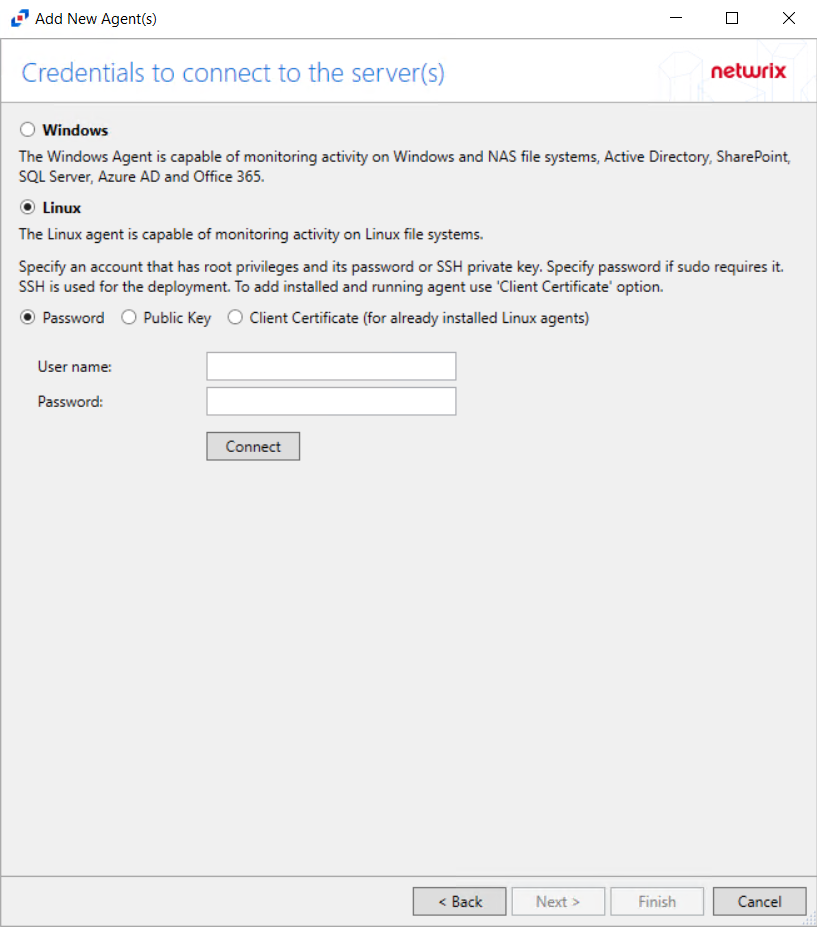 Add New Agent(s)
Credentials to connect to the server(s)
netwrix
Windows
The Windows Agent is capable of monitoring activity on Windows and NAS file systems, Active Directory, SharePoint,
SQL Server, Azure AD and Office 365.
Linux
The Linux agent is capable of monitoring activity on Linux file systems.
Specify an account that has root privileges and its password or SSH private key. Specify password if sudo requires it.
SSH is used for the deployment. To add installed and running agent use 'Client Certificate' option.
Password Public Key Client Certificate (for already installed Linux agents)
User name:
Password:
Connect
< Back Next > Finish Cancel